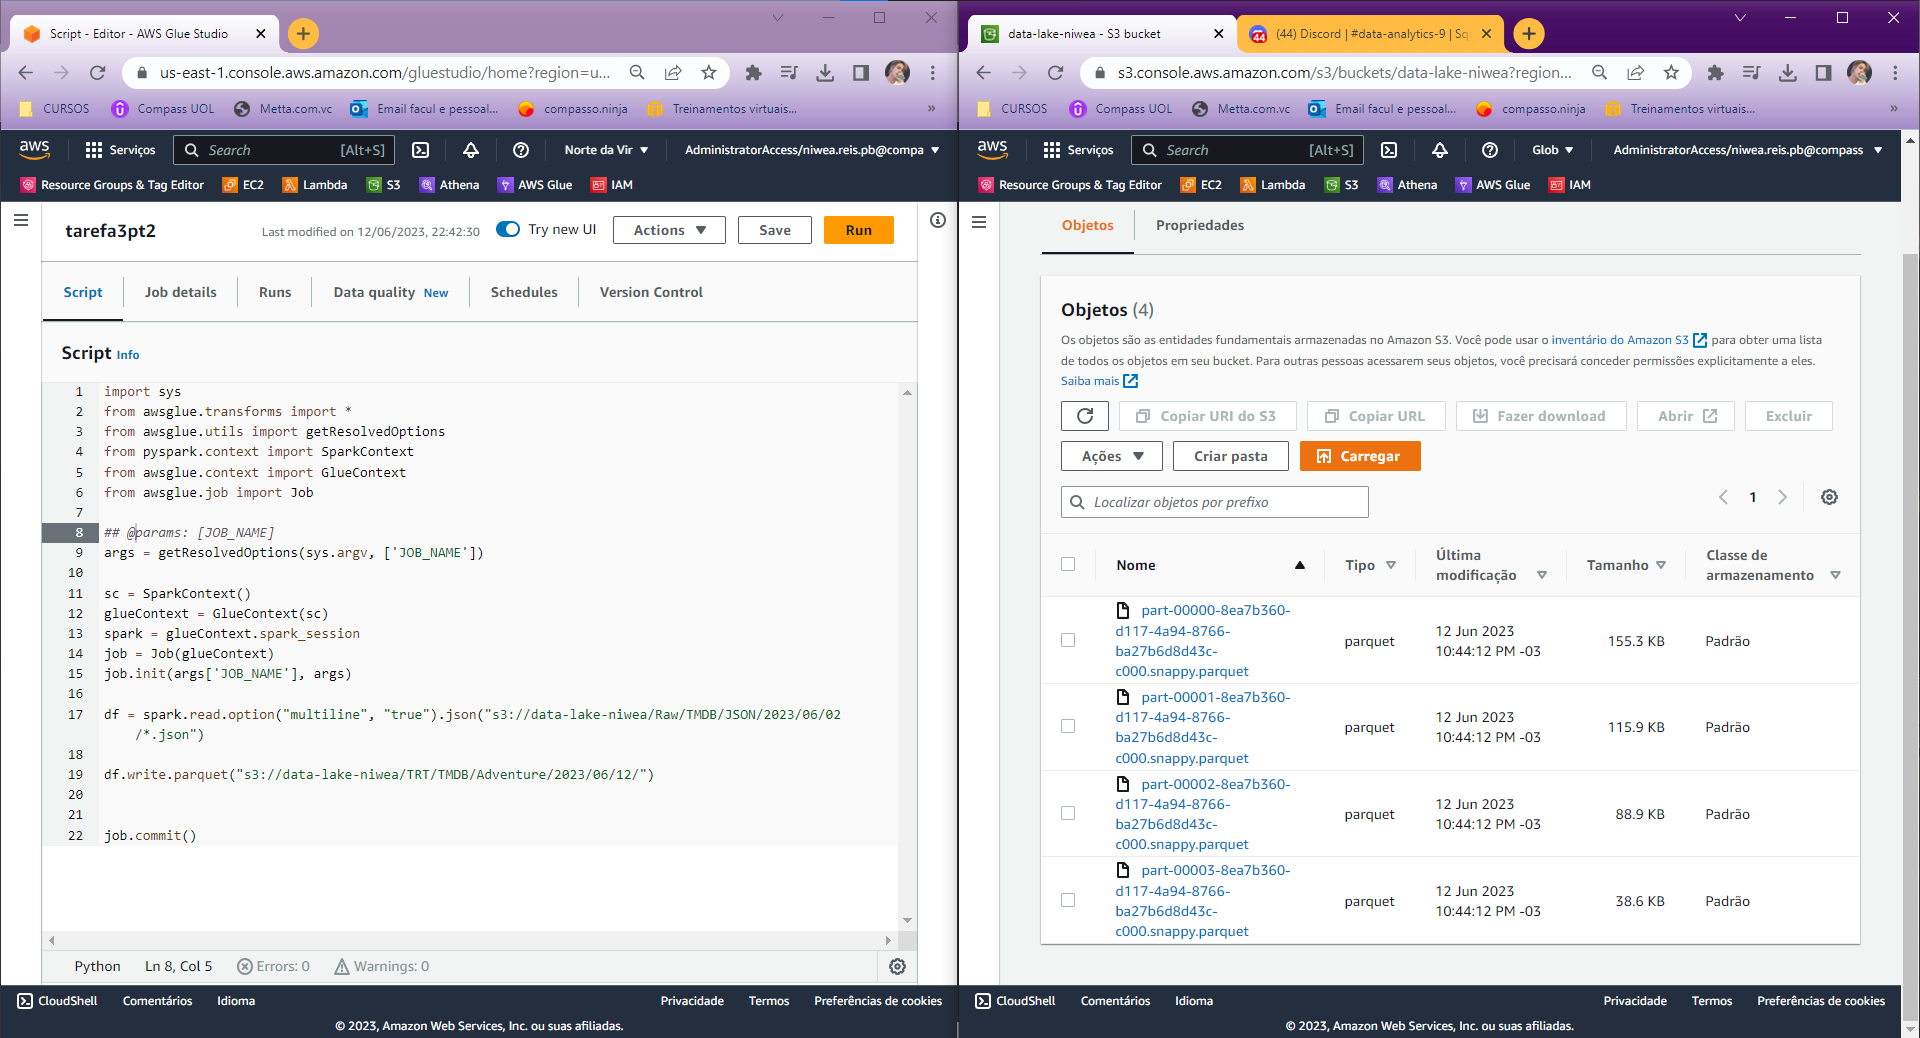 Script - Editor - AWS Glue Studio
us-east-1.console.aws.amazon.com/gluestudio/home?region=u...
CURSOS
Compass UOL
Metta.com.vc
Email facul e pessoal...
compasso.ninja
Treinamentos virtuais...
»
aws
Serviços
Search
[Alt+S]
Norte da Vir
AdministratorAccess/niwea.reis.pb@compa
Resource Groups & Tag Editor
EC2
Lambda
S3
Athena
AWS Glue
IAM
tarefa3pt2
Last modified on 12/06/2023, 22:42:30
Try new UI
Actions
Save
Run
Script
Job details
Runs
Data quality New
Schedules
Version Control
Script Info
1 import sys
2 from awsglue.transforms import *
3 from awsglue.utils import getResolvedOptions
4 from pyspark.context import SparkContext
5 from awsglue.context import GlueContext
6 from awsglue.job import Job
7
8 ## @params: [JOB_NAME]
9 args = getResolvedOptions(sys.argv, ['JOB_NAME'])
10
11 sc = SparkContext()
12 glueContext = GlueContext(sc)
13 spark = glueContext.spark_session
14 job = Job(glueContext)
15 job.init(args['JOB_NAME'], args)
16
17 df = spark.read.option("multiline", "true").json("s3://data-lake-niwea/Raw/TMDB/JSON/2023/06/02
/*.json")
18
19 df.write.parquet("s3://data-lake-niwea/TRT/TMDB/Adventure/2023/06/12/")
20
21
22 job.commit()
Python
Ln 8, Col 5
Errors: 0
Warnings: 0
CloudShell
Comentários
Idioma
Privacidade
Termos
Preferências de cookies
© 2023, Amazon Web Services, Inc. ou suas afiliadas.
data-lake-niwea - S3 bucket
44
(44) Discord | #data-analytics-9 | Sq
s3.console.aws.amazon.com/s3/buckets/data-lake-niwea?region...
CURSOS
Compass UOL
Metta.com.vc
Email facul e pessoal...
compasso.ninja
Treinamentos virtuais...
»
aws
Serviços
Search
[Alt+S]
Glob
AdministratorAccess/niwea.reis.pb@compass
Resource Groups & Tag Editor
EC2
Lambda
S3
Athena
AWS Glue
IAM
Objetos
Propriedades
Objetos (4)
Os objetos são as entidades fundamentais armazenadas no Amazon S3. Você pode usar o inventário do Amazon S3 para obter uma lista
de todos os objetos em seu bucket. Para outras pessoas acessarem seus objetos, você precisará conceder permissões explicitamente a eles.
Saiba mais
Copiar URI do S3
Copiar URL
Fazer download
Abrir
Excluir
Ações
Criar pasta
Carregar
Localizar objetos por prefixo
1
Nome
Tipo
Última
modificação
Tamanho
Classe de
armazenamento
part-00000-8ea7b360-
d117-4a94-8766-
ba27b6d8d43c-
c000.snappy.parquet
parquet
12 Jun 2023
10:44:12 PM -03
155.3 KB
Padrão
part-00001-8ea7b360-
d117-4a94-8766-
ba27b6d8d43c-
c000.snappy.parquet
parquet
12 Jun 2023
10:44:12 PM -03
115.9 KB
Padrão
part-00002-8ea7b360-
d117-4a94-8766-
ba27b6d8d43c-
c000.snappy.parquet
parquet
12 Jun 2023
10:44:12 PM -03
88.9 KB
Padrão
part-00003-8ea7b360-
d117-4a94-8766-
ba27b6d8d43c-
c000.snappy.parquet
parquet
12 Jun 2023
10:44:12 PM -03
38.6 KB
Padrão
CloudShell
Comentários
Idioma
Privacidade
Termos
Preferências de cookies
© 2023, Amazon Web Services, Inc. ou suas afiliadas.